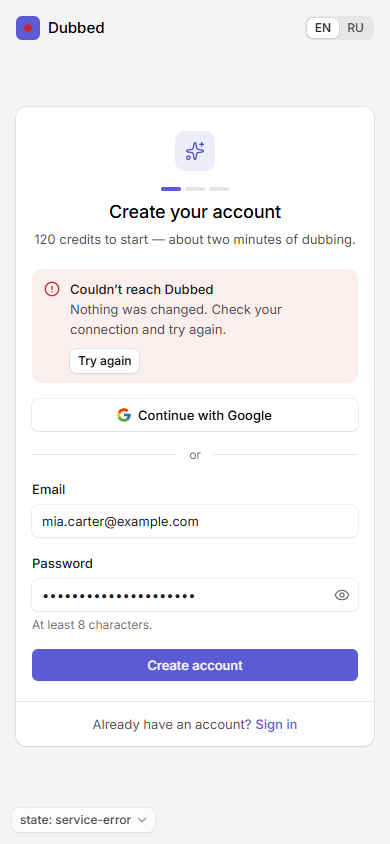 Dubbed
EN RU
Create your account
120 credits to start — about two minutes of dubbing.
Couldn’t reach Dubbed
Nothing was changed. Check your
connection and try again.
Try again
Continue with Google
or
Email
mia.carter@example.com
Password
•••••••••••••••••••••
At least 8 characters.
Create account
Already have an account? Sign in
state: service-error